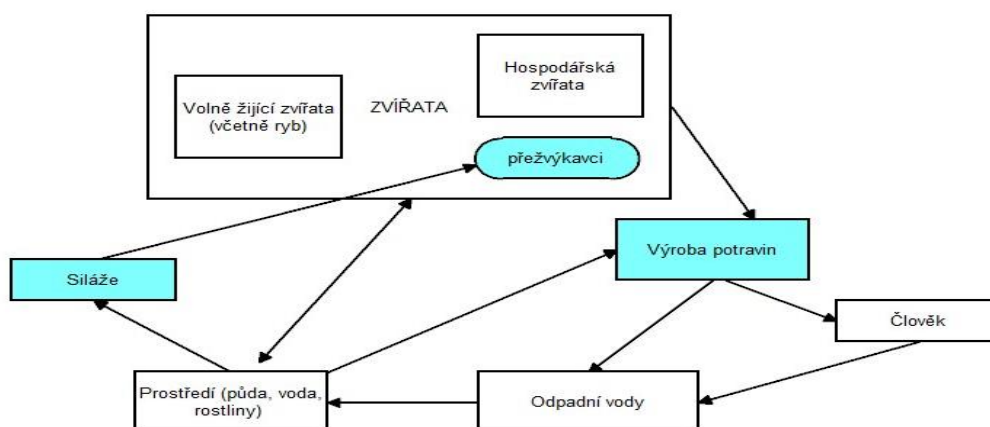 Hospodářská
zvířata
Volně žijící zvířata
(včetně ryb)
ZVÍŘATA
přežvýkavci
Výroba potravin
Siláže
Člověk
Prostředí (půda, voda,
rostliny)
Odpadní vody